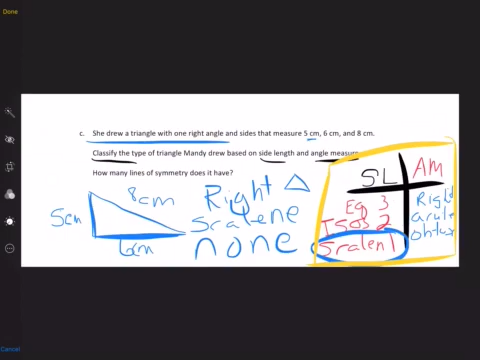 Done
c. She drew a triangle with one right angle and sides that measure 5 cm, 6 cm, and 8 cm.
Classify the type of triangle Mandy drew based on side length and angle measure.
How many lines of symmetry does it have?
5cm
8cm
6cm
Right △
Scalene
none
SL
AM
Eq 3
ISOS 2
Scalen 1
Right
acute
obtuse
Cancel